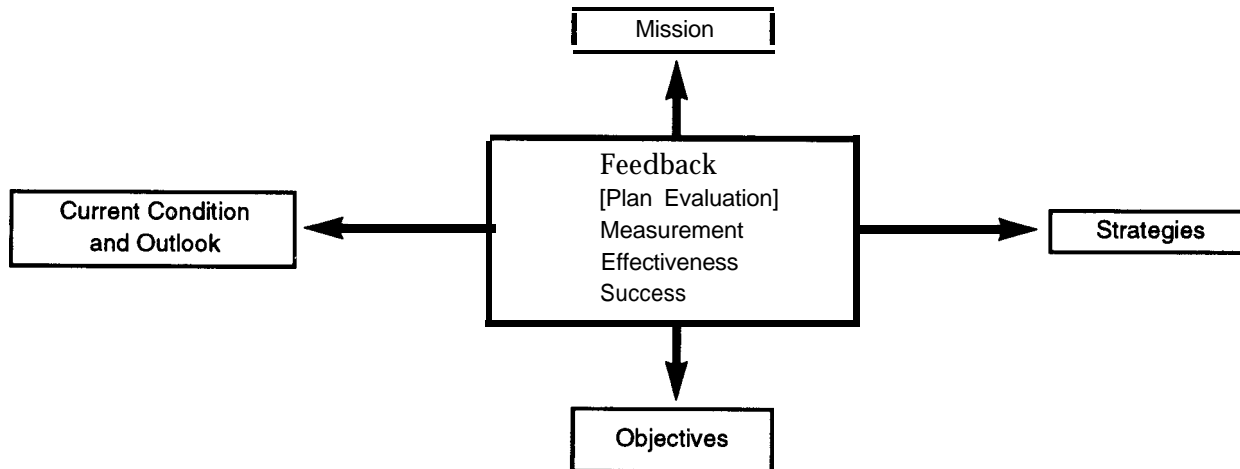 Mission
Feedback
[Plan Evaluation]
Measurement
Effectiveness
Success
Current Condition
and Outlook
Strategies
Objectives